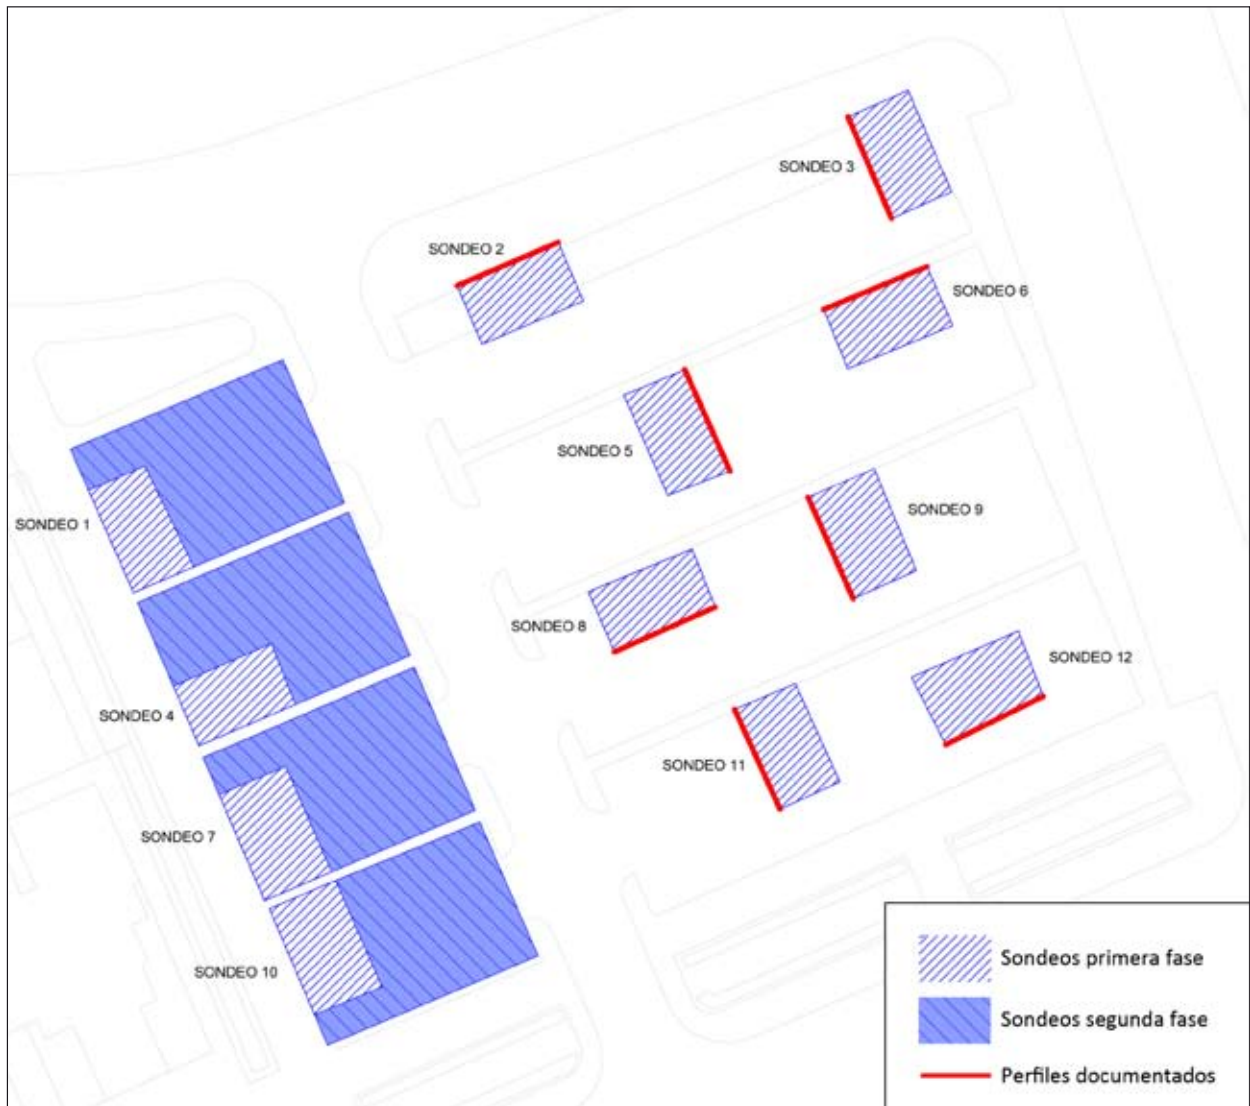 SONDEO 3
SONDEO 2
SONDEO 6
SONDEO 5
SONDEO 9
SONDEO 1
SONDEO 8
SONDEO 12
SONDEO 4
SONDEO 11
SONDEO 7
SONDEO 10
Sondeos primera fase
Sondeos segunda fase
Perfiles documentados